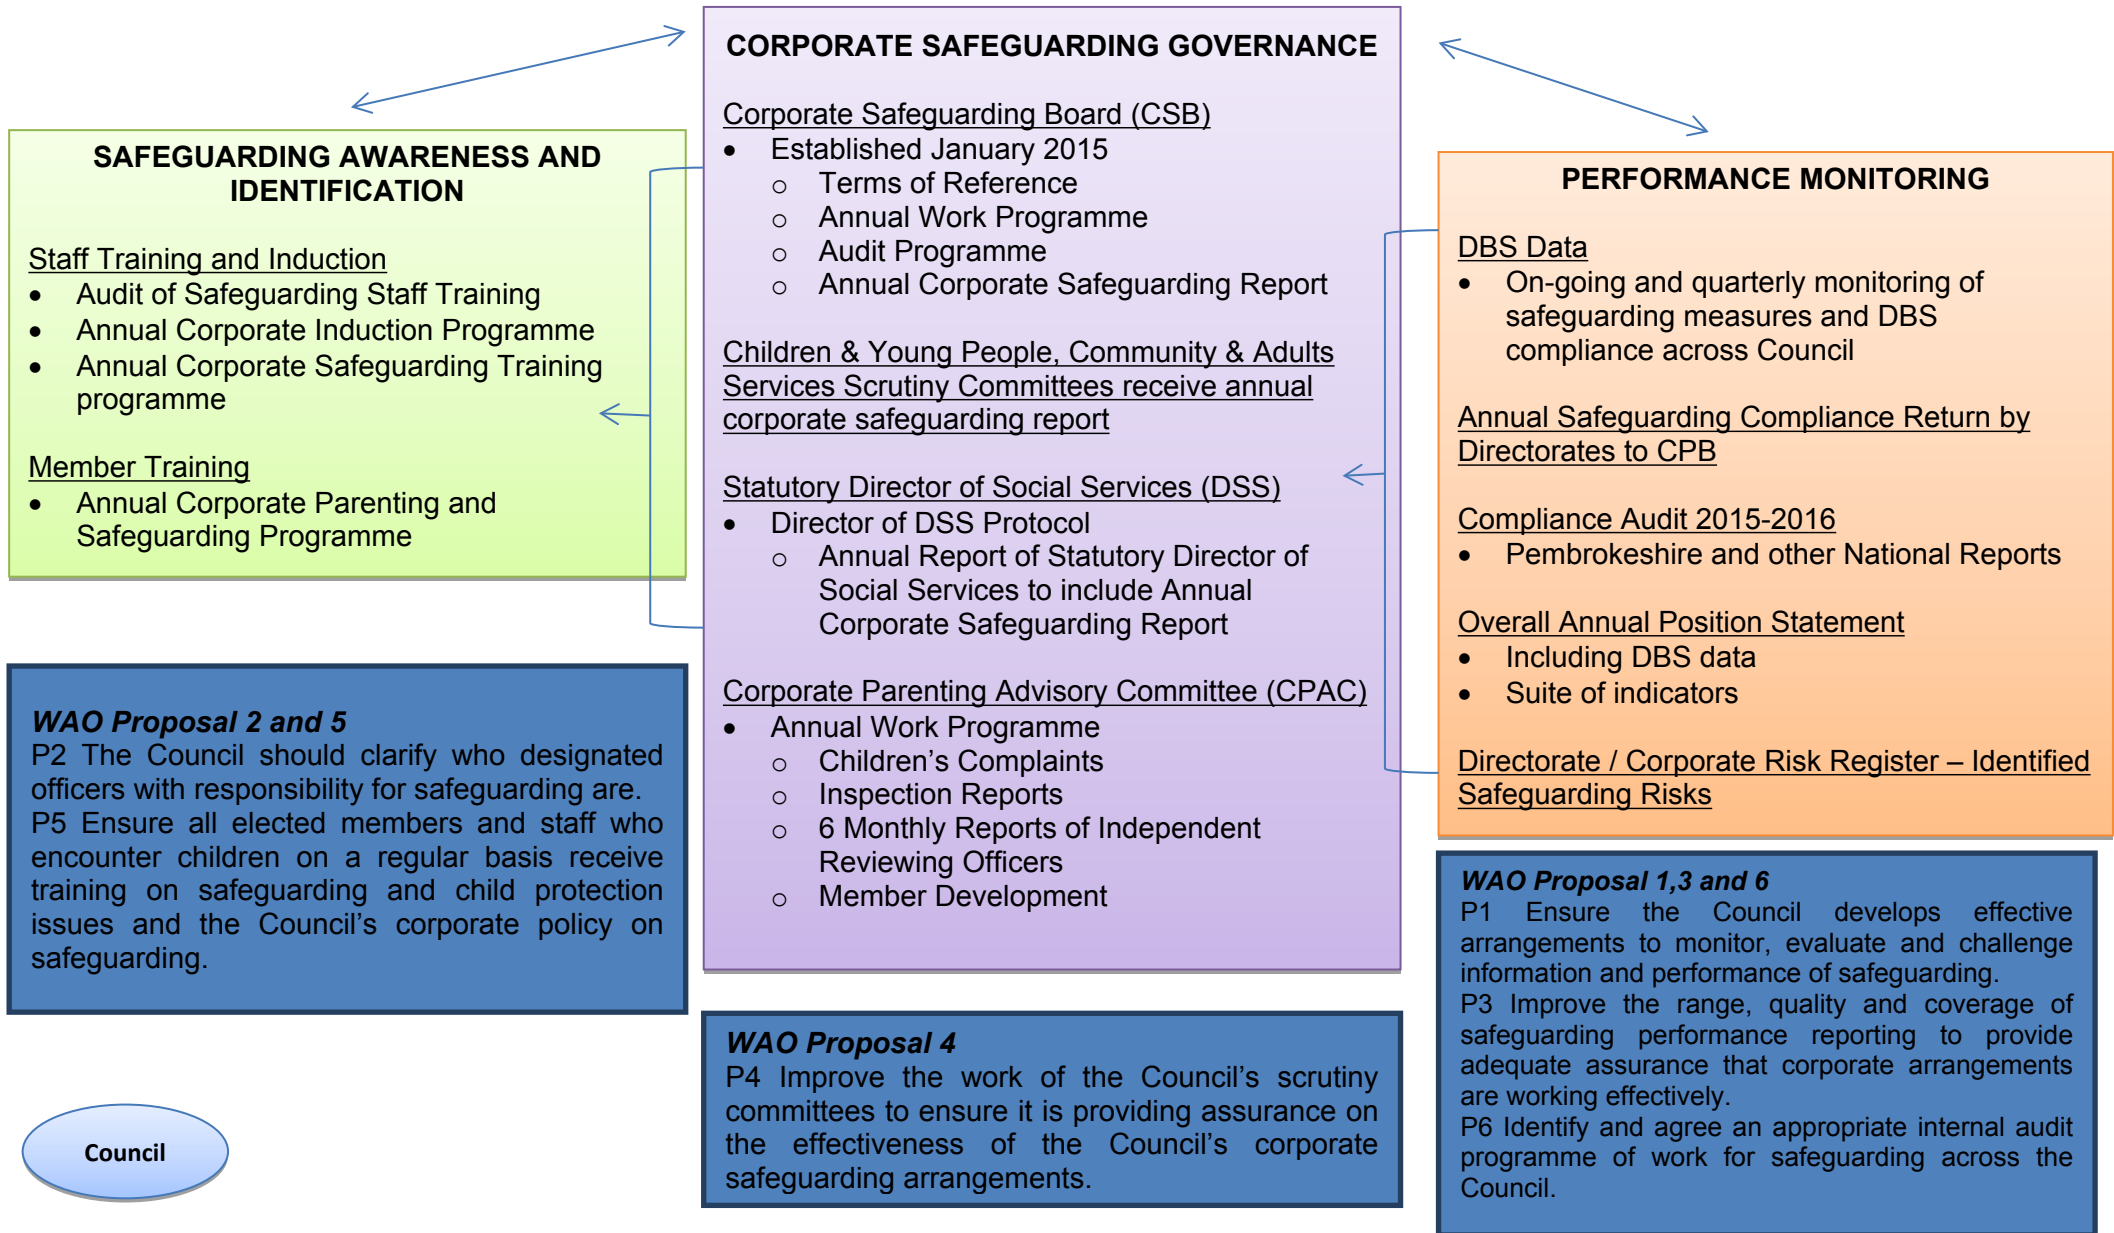 SAFEGUARDING AWARENESS AND
IDENTIFICATION
Staff Training and Induction
• Audit of Safeguarding Staff Training
• Annual Corporate Induction Programme
• Annual Corporate Safeguarding Training
programme
Member Training
• Annual Corporate Parenting and
Safeguarding Programme
WAO Proposal 2 and 5
P2 The Council should clarify who designated
officers with responsibility for safeguarding are.
P5 Ensure all elected members and staff who
encounter children on a regular basis receive
training on safeguarding and child protection
issues and the Council’s corporate policy on
safeguarding.
Council
CORPORATE SAFEGUARDING GOVERNANCE
Corporate Safeguarding Board (CSB)
• Established January 2015
o Terms of Reference
o Annual Work Programme
o Audit Programme
o Annual Corporate Safeguarding Report
Children & Young People, Community & Adults
Services Scrutiny Committees receive annual
corporate safeguarding report
Statutory Director of Social Services (DSS)
• Director of DSS Protocol
o Annual Report of Statutory Director of
Social Services to include Annual
Corporate Safeguarding Report
Corporate Parenting Advisory Committee (CPAC)
• Annual Work Programme
o Children’s Complaints
o Inspection Reports
o 6 Monthly Reports of Independent
Reviewing Officers
o Member Development
WAO Proposal 4
P4 Improve the work of the Council’s scrutiny
committees to ensure it is providing assurance on
the effectiveness of the Council’s corporate
safeguarding arrangements.
PERFORMANCE MONITORING
DBS Data
• On-going and quarterly monitoring of
safeguarding measures and DBS
compliance across Council
Annual Safeguarding Compliance Return by
Directorates to CPB
Compliance Audit 2015-2016
• Pembrokeshire and other National Reports
Overall Annual Position Statement
• Including DBS data
• Suite of indicators
Directorate / Corporate Risk Register – Identified
Safeguarding Risks
WAO Proposal 1,3 and 6
P1 Ensure the Council develops effective
arrangements to monitor, evaluate and challenge
information and performance of safeguarding.
P3 Improve the range, quality and coverage of
safeguarding performance reporting to provide
adequate assurance that corporate arrangements
are working effectively.
P6 Identify and agree an appropriate internal audit
programme of work for safeguarding across the
Council.